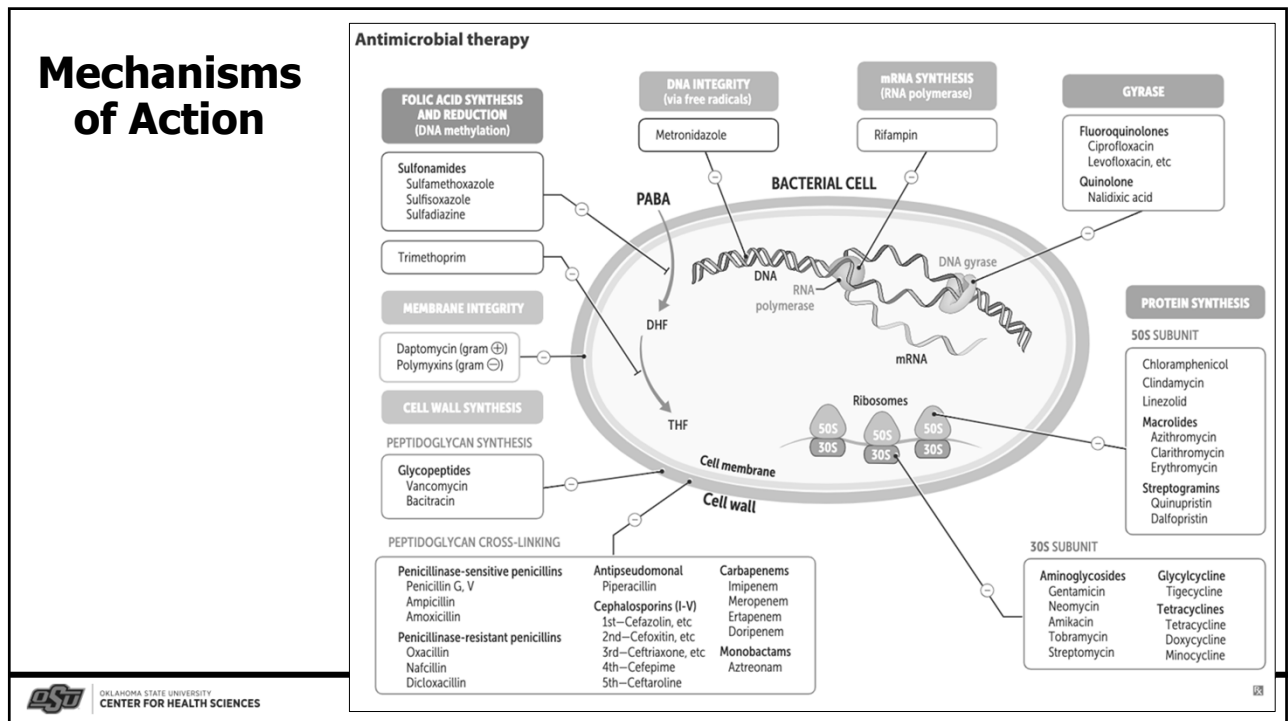 Mechanisms
of Action
Antimicrobial therapy
FOLIC ACID SYNTHESIS
AND REDUCTION
(DNA methylation)
Sulfonamides
Sulfamethoxazole
Sulfisoxazole
Sulfadiazine
Trimethoprim
MEMBRANE INTEGRITY
Daptomycin (gram ⊕)
Polymyxins (gram ⊖)
CELL WALL SYNTHESIS
PEPTIDOGLYCAN SYNTHESIS
Glycopeptides
Vancomycin
Bacitracin
PEPTIDOGLYCAN CROSS-LINKING
Penicillinase-sensitive penicillins
Penicillin G, V
Ampicillin
Amoxicillin
Penicillinase-resistant penicillins
Oxacillin
Nafcillin
Dicloxacillin
Antipseudomonal
Piperacillin
Cephalosporins (I-V)
1st—Cefazolin, etc
2nd—Cefoxitin, etc
3rd—Ceftriaxone, etc
4th—Cefepime
5th—Ceftaroline
Carbapenems
Imipenem
Meropenem
Ertapenem
Doripenem
Monobactams
Aztreonam
DNA INTEGRITY
(via free radicals)
Metronidazole
mRNA SYNTHESIS
(RNA polymerase)
Rifampin
GYRASE
Fluoroquinolones
Ciprofloxacin
Levofloxacin, etc
Quinolone
Nalidixic acid
BACTERIAL CELL
PABA
DHF
THF
DNA
RNA
polymerase
DNA gyrase
mRNA
Ribosomes
50S
30S
50S
30S
50S
30S
Cell membrane
Cell wall
PROTEIN SYNTHESIS
50S SUBUNIT
Chloramphenicol
Clindamycin
Linezolid
Macrolides
Azithromycin
Clarithromycin
Erythromycin
Streptogramins
Quinupristin
Dalfopristin
30S SUBUNIT
Aminoglycosides
Gentamicin
Neomycin
Amikacin
Tobramycin
Streptomycin
Glycylcycline
Tigecycline
Tetracyclines
Tetracycline
Doxycycline
Minocycline
OSU
OKLAHOMA STATE UNIVERSITY
CENTER FOR HEALTH SCIENCES